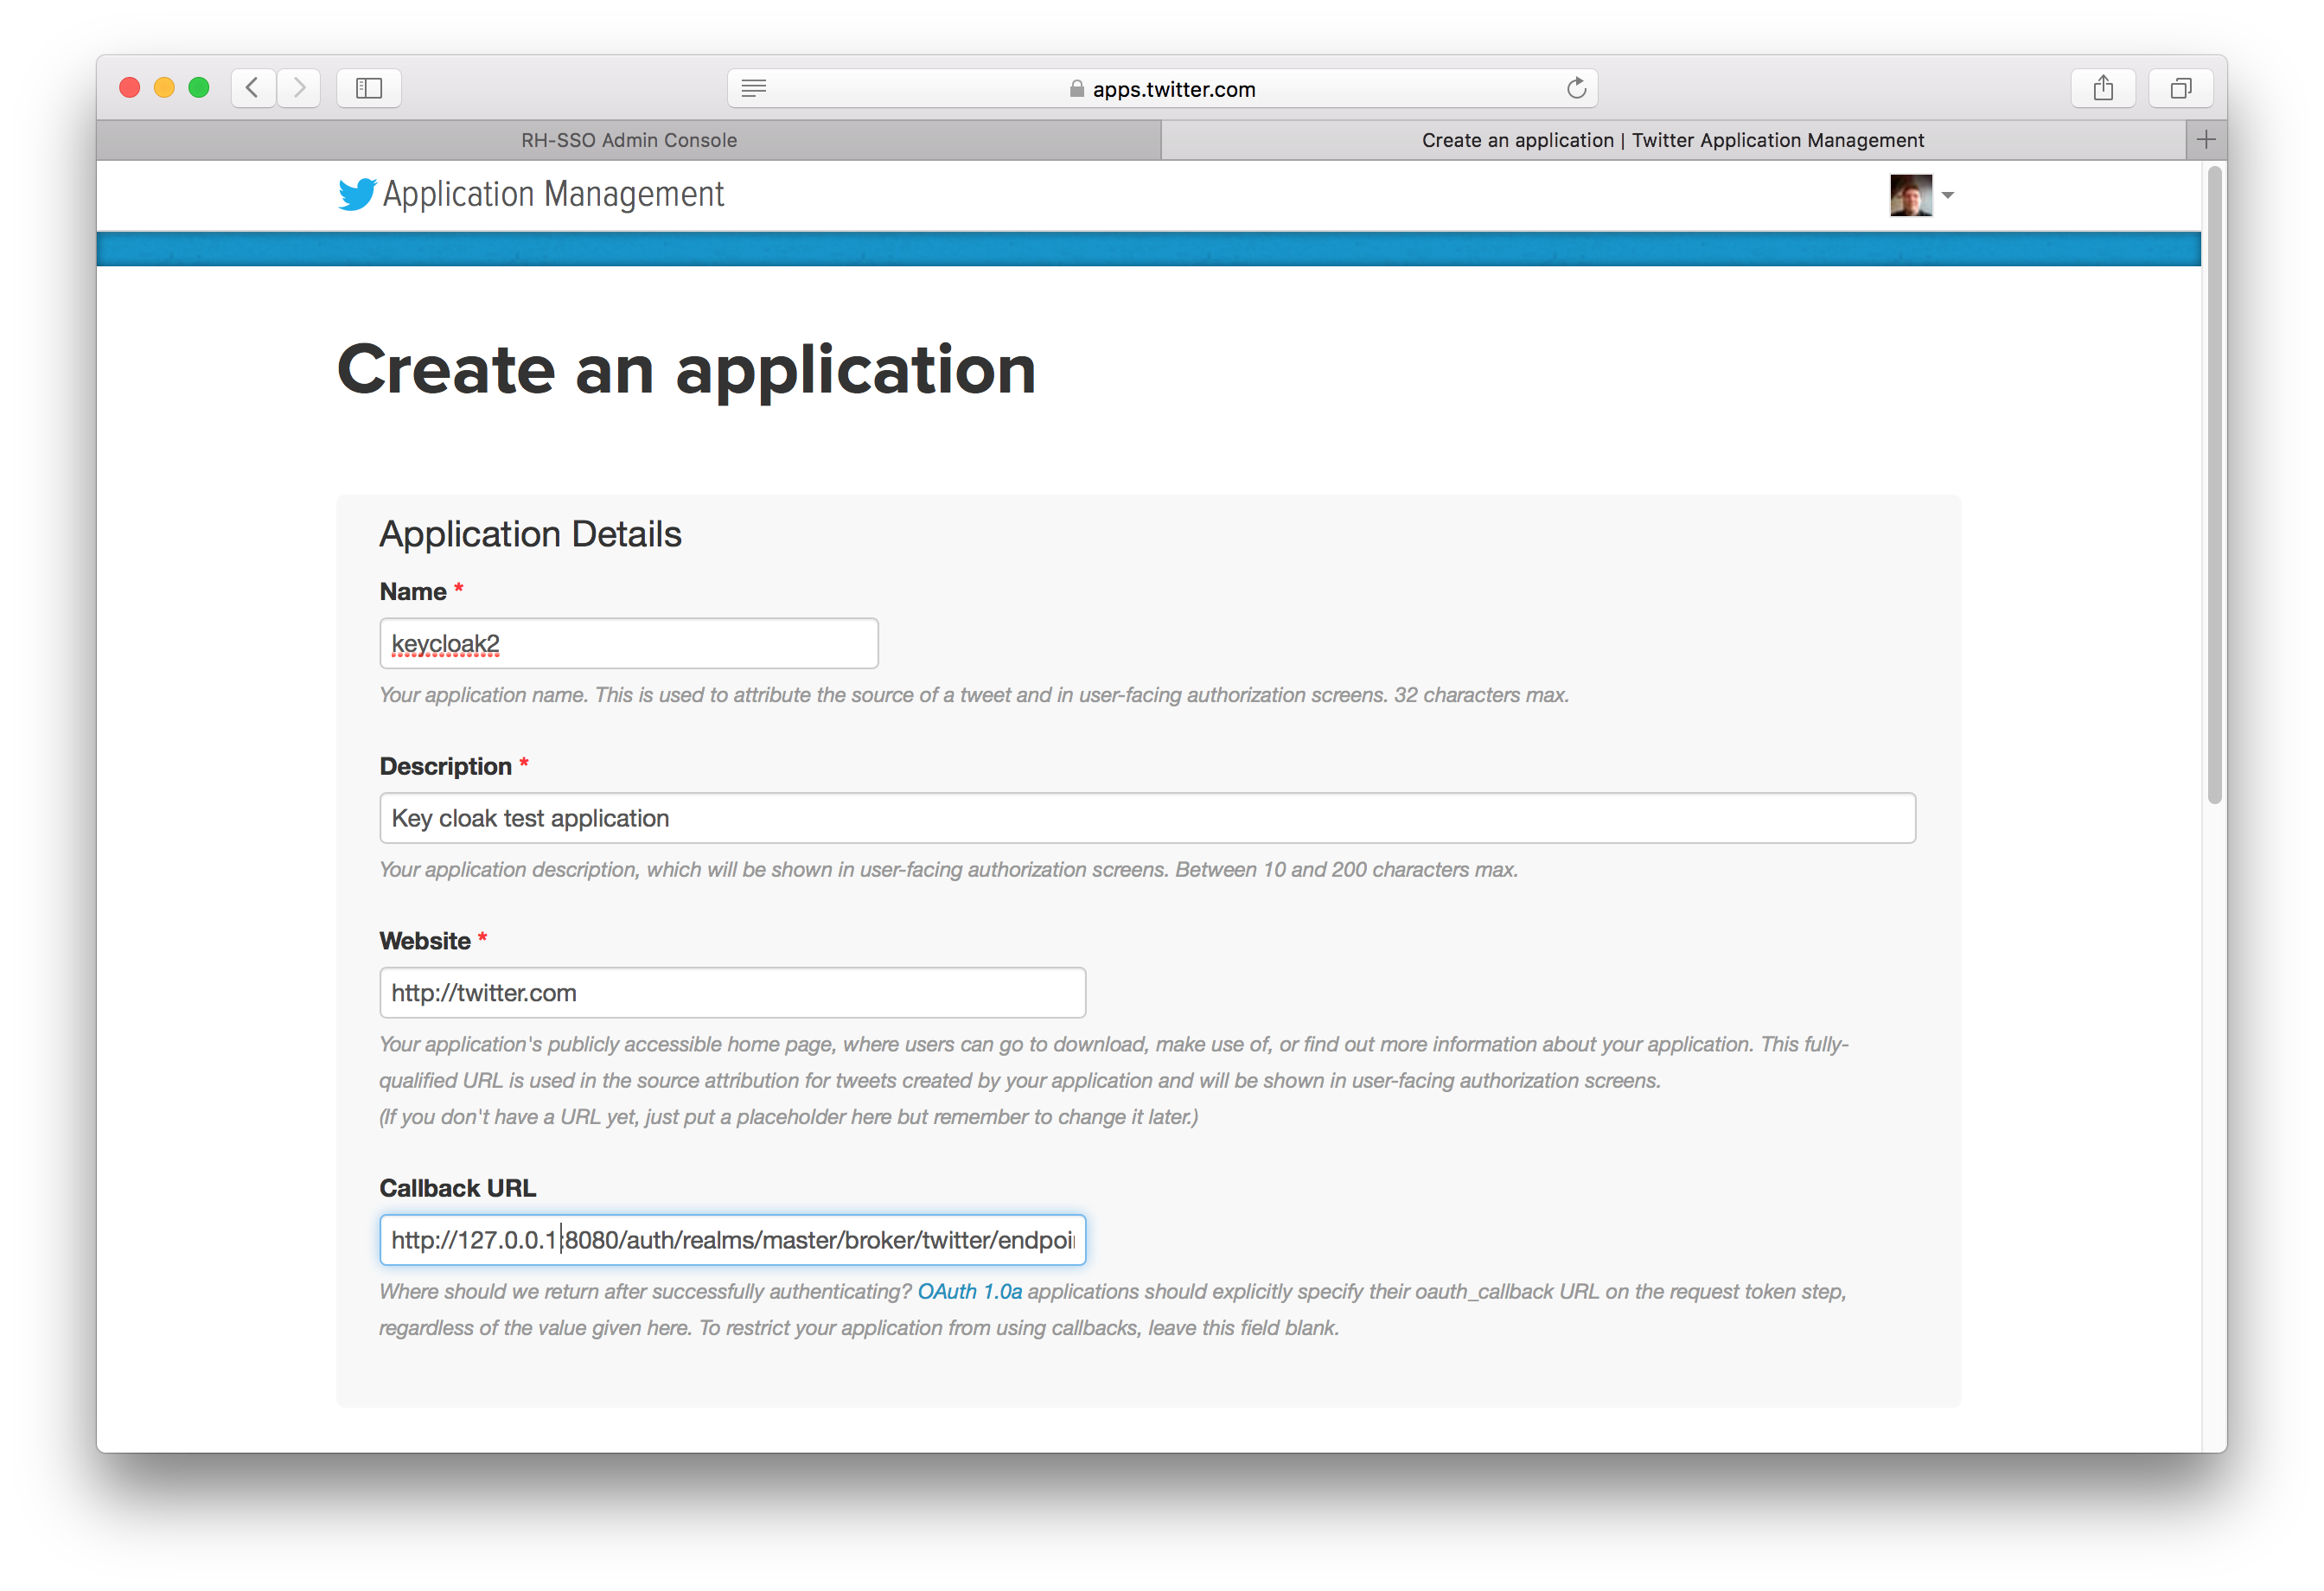 apps.twitter.com
RH-SSO Admin Console
Create an application | Twitter Application Management
Application Management
Create an application
Application Details
Name *
keycloak2
Your application name. This is used to attribute the source of a tweet and in user-facing authorization screens. 32 characters max.
Description *
Key cloak test application
Your application description, which will be shown in user-facing authorization screens. Between 10 and 200 characters max.
Website *
http://twitter.com
Your application's publicly accessible home page, where users can go to download, make use of, or find out more information about your application. This fully-
qualified URL is used in the source attribution for tweets created by your application and will be shown in user-facing authorization screens.
(If you don't have a URL yet, just put a placeholder here but remember to change it later.)
Callback URL
http://127.0.0.1:8080/auth/realms/master/broker/twitter/endpoi
Where should we return after successfully authenticating? OAuth 1.0a applications should explicitly specify their oauth_callback URL on the request token step,
regardless of the value given here. To restrict your application from using callbacks, leave this field blank.